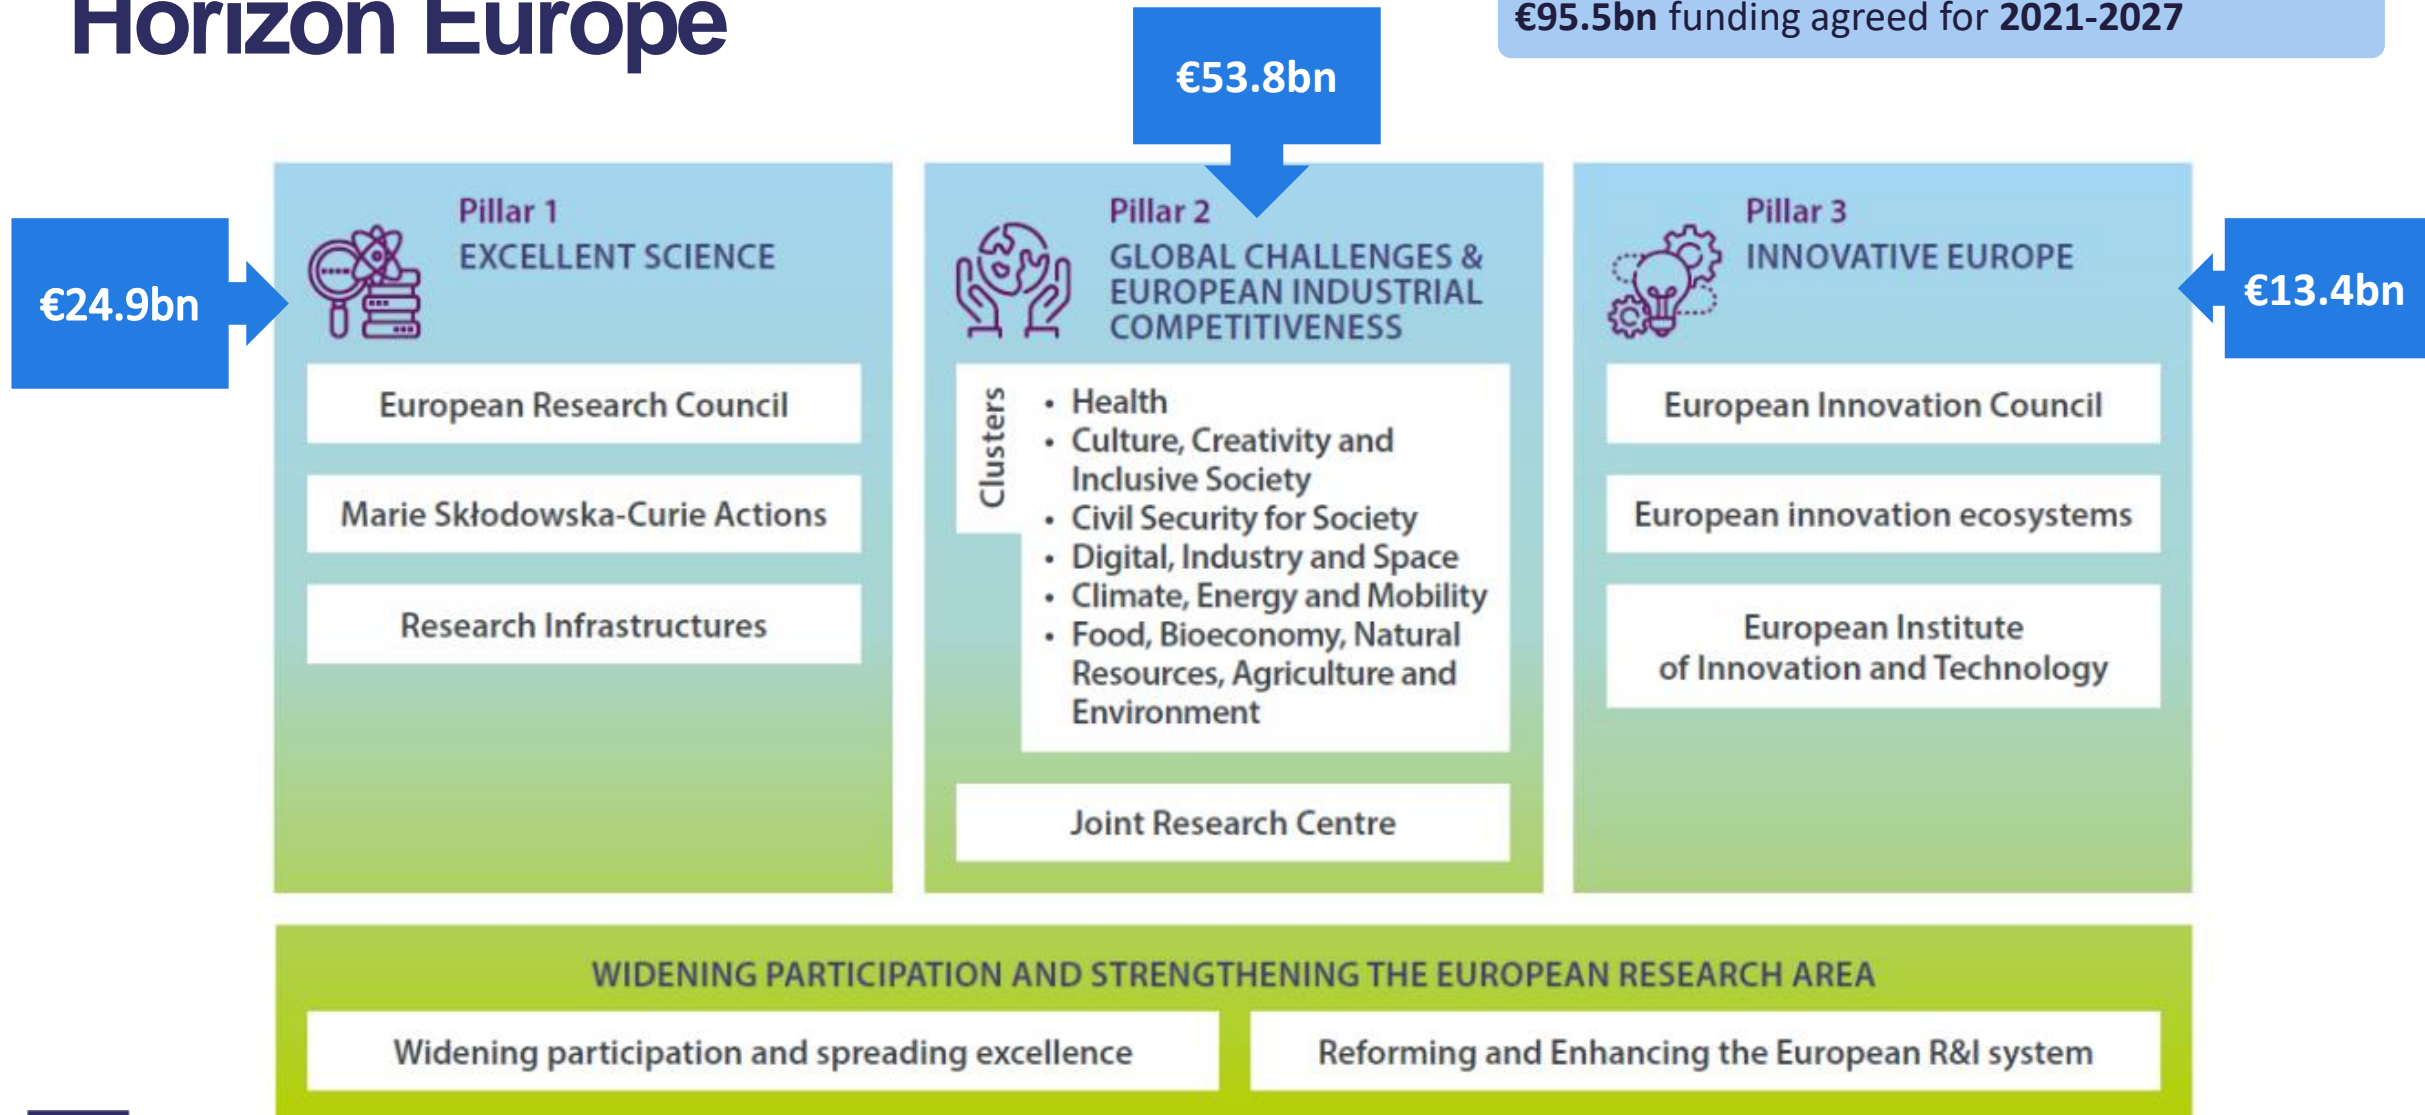 Horizon Europe
€95.5bn funding agreed for 2021-2027
€53.8bn
€24.9bn
€13.4bn
Pillar 1
EXCELLENT SCIENCE
European Research Council
Marie Skłodowska-Curie Actions
Research Infrastructures
Pillar 2
GLOBAL CHALLENGES &
EUROPEAN INDUSTRIAL
COMPETITIVENESS
Clusters
• Health
• Culture, Creativity and
Inclusive Society
• Civil Security for Society
• Digital, Industry and Space
• Climate, Energy and Mobility
• Food, Bioeconomy, Natural
Resources, Agriculture and
Environment
Joint Research Centre
Pillar 3
INNOVATIVE EUROPE
European Innovation Council
European innovation ecosystems
European Institute
of Innovation and Technology
WIDENING PARTICIPATION AND STRENGTHENING THE EUROPEAN RESEARCH AREA
Widening participation and spreading excellence
Reforming and Enhancing the European R&I system